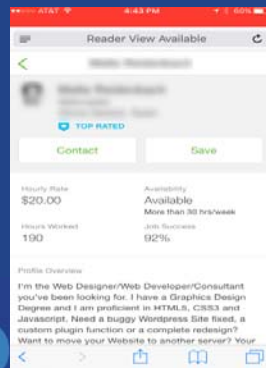 AT&T 4:43 PM 60%
Reader View Available
TOP RATED
Contact Save
Hourly Rate Availability
$20.00 Available
More than 30 hrs/week
Hours Worked Job Success
190 92%
Profile Overview
I'm the Web Designer/Web Developer/Consultant
you've been looking for. I have a Graphics Design
Degree and I am proficient in HTML5, CSS3 and
Javascript. Need a buggy Wordpress Site fixed, a
custom plugin function or a complete redesign?
Want to move your Website to another server? Your